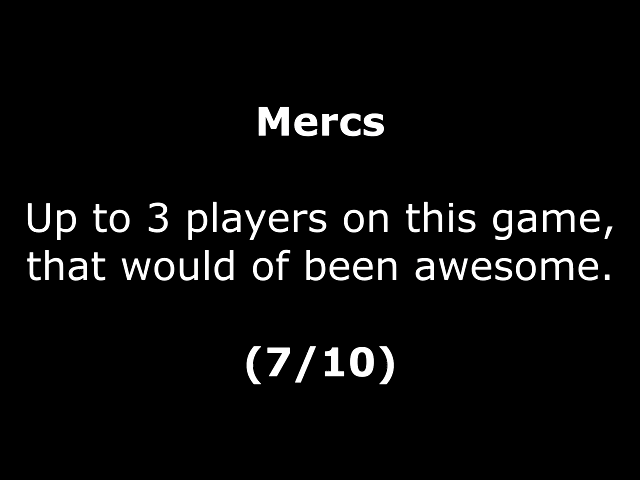 Mercs
Up to 3 players on this game,
that would of been awesome.
(7/10)